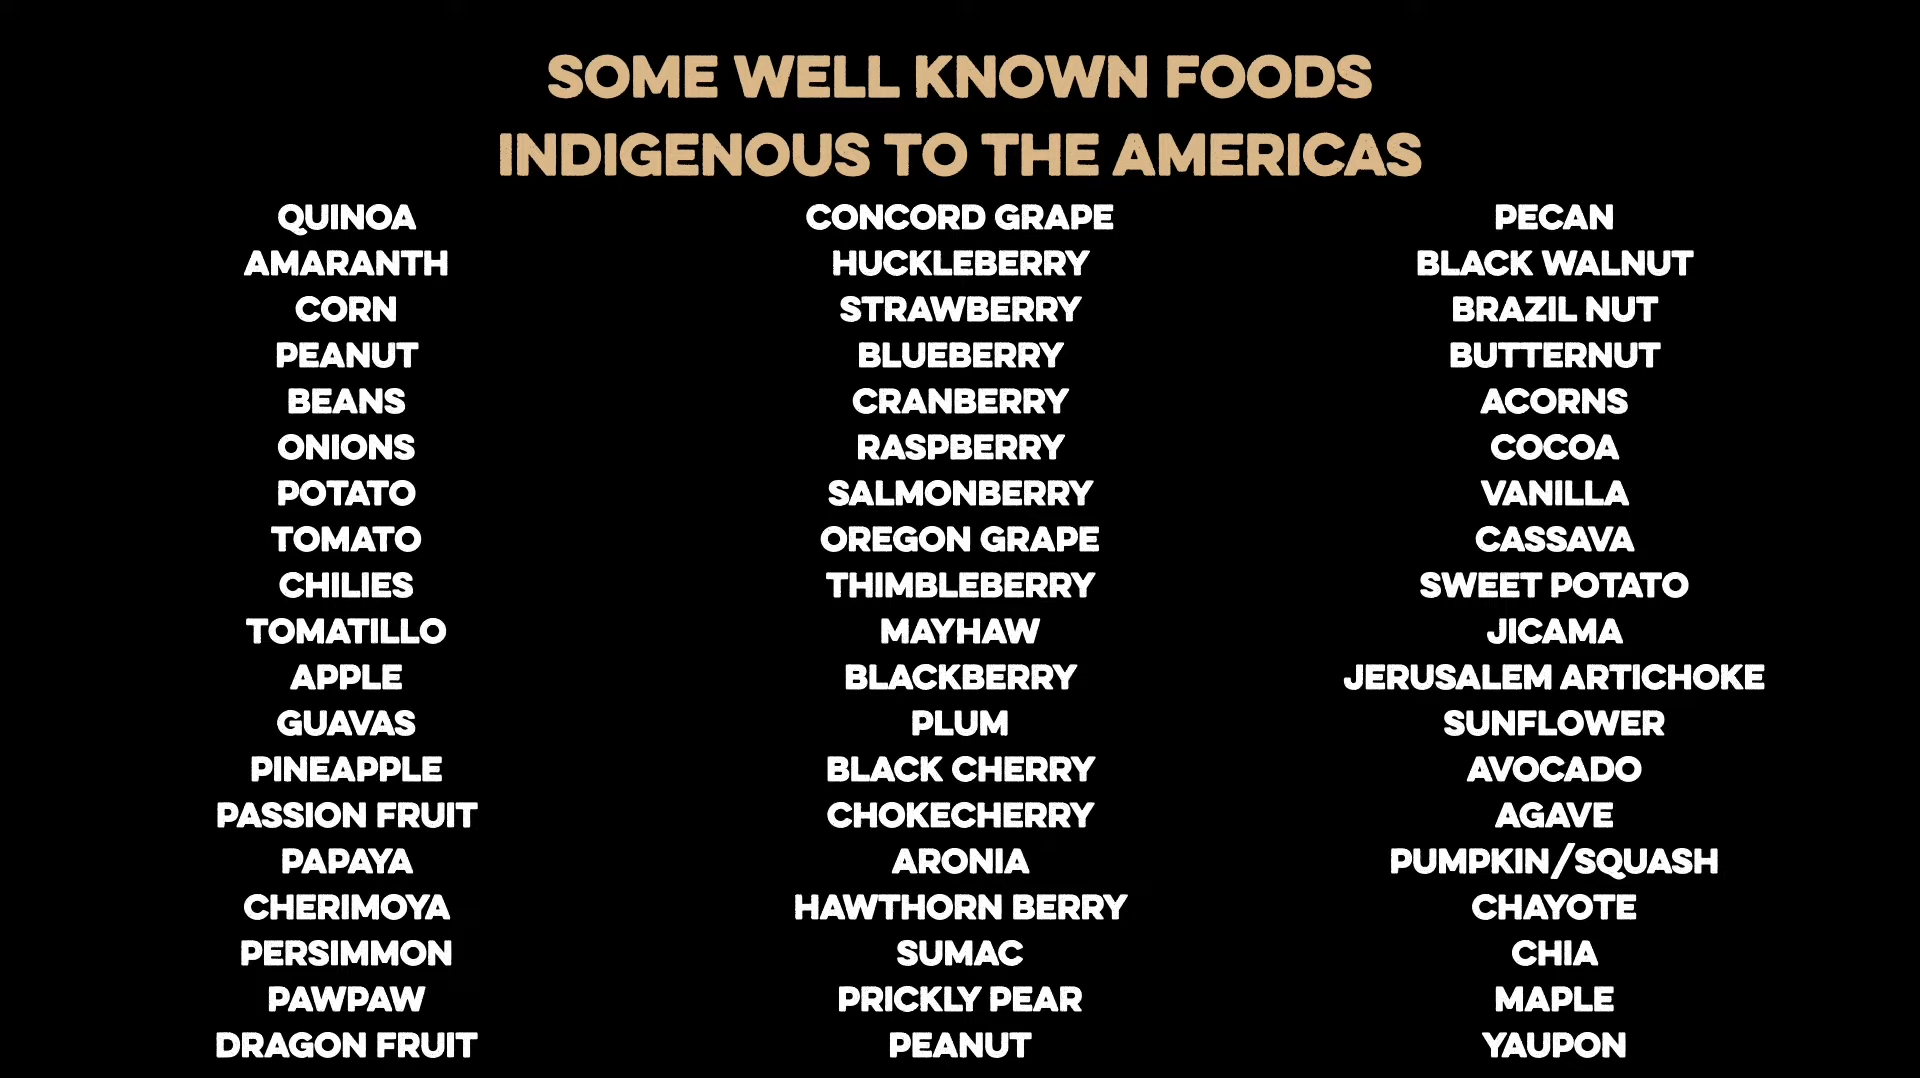 SOME WELL KNOWN FOODS
INDIGENOUS TO THE AMERICAS
QUINOA
AMARANTH
CORN
PEANUT
BEANS
ONIONS
POTATO
TOMATO
CHILIES
TOMATILLO
APPLE
GUAVAS
PINEAPPLE
PASSION FRUIT
PAPAYA
CHERIMOYA
PERSIMMON
PAWPAW
DRAGON FRUIT
CONCORD GRAPE
HUCKLEBERRY
STRAWBERRY
BLUEBERRY
CRANBERRY
RASPBERRY
SALMONBERRY
OREGON GRAPE
THIMBLEBERRY
MAYHAW
BLACKBERRY
PLUM
BLACK CHERRY
CHOKECHERRY
ARONIA
HAWTHORN BERRY
SUMAC
PRICKLY PEAR
PEANUT
PECAN
BLACK WALNUT
BRAZIL NUT
BUTTERNUT
ACORNS
COCOA
VANILLA
CASSAVA
SWEET POTATO
JICAMA
JERUSALEM ARTICHOKE
SUNFLOWER
AVOCADO
AGAVE
PUMPKIN/SQUASH
CHAYOTE
CHIA
MAPLE
YAUPON